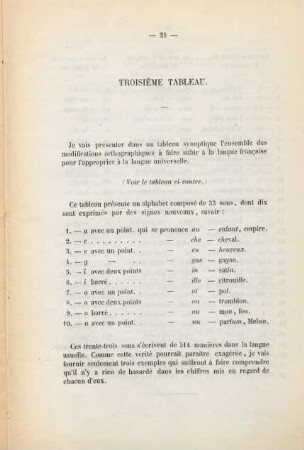 — 31 —
TROISIÈME TABLEAU.
Je vais présenter dans un tableau synoptique l'ensemble des
modifications orthographiques à faire subir à la langue française
pour l'approprier à la langue universelle.
(Voir le tableau ci-contre.)
Ce tableau présente un alphabet composé de 33 sons, dont dix
sont exprimés par des signes nouveaux, savoir :
1. — a avec un point. qui se prononce an — enfant, empire.
2. — c . . . . . . . . — che — cheval.
3. — e avec un point. — eu — heureux.
4. — g — — gne — gagne.
5. — i avec deux points — in — satin.
6. — i barré . . . . . . — ille — citrouille.
7. — o avec un point. — oi — pot.
8. — o avec deux points — ou — troublon.
9. — o barré . . . . . . — on — mon, fou.
10. — u avec un point. — un — parfum, Melun.
Ces trente-trois sons s'écrivent de 514 manières dans la langue
usuelle. Comme cette vérité pourrait paraître exagérée, je vais
fournir seulement trois exemples qui suffiront à faire comprendre
qu'il n'y a rien de hasardé dans les chiffres mis en regard de
chacun d'eux.